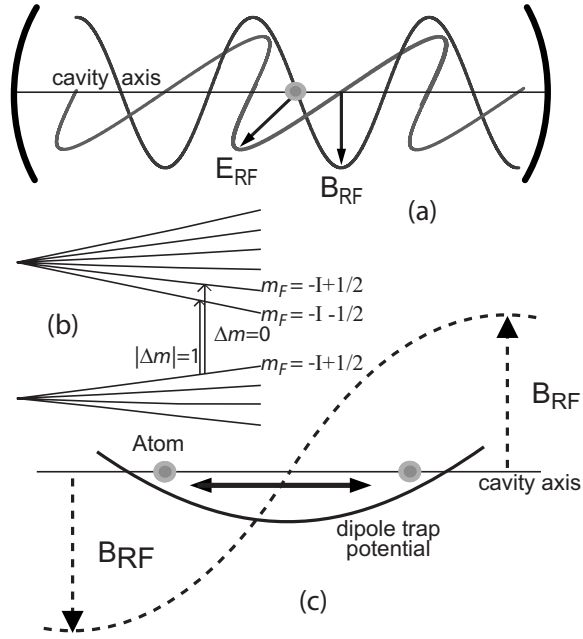 cavity axis
E_RF
B_RF
(a)
m_F = -I+1/2
(b)
m_F = -I -1/2
Δm=0
|Δm|=1
m_F = -I+1/2
B_RF
Atom
cavity axis
dipole trap
potential
B_RF
(c)